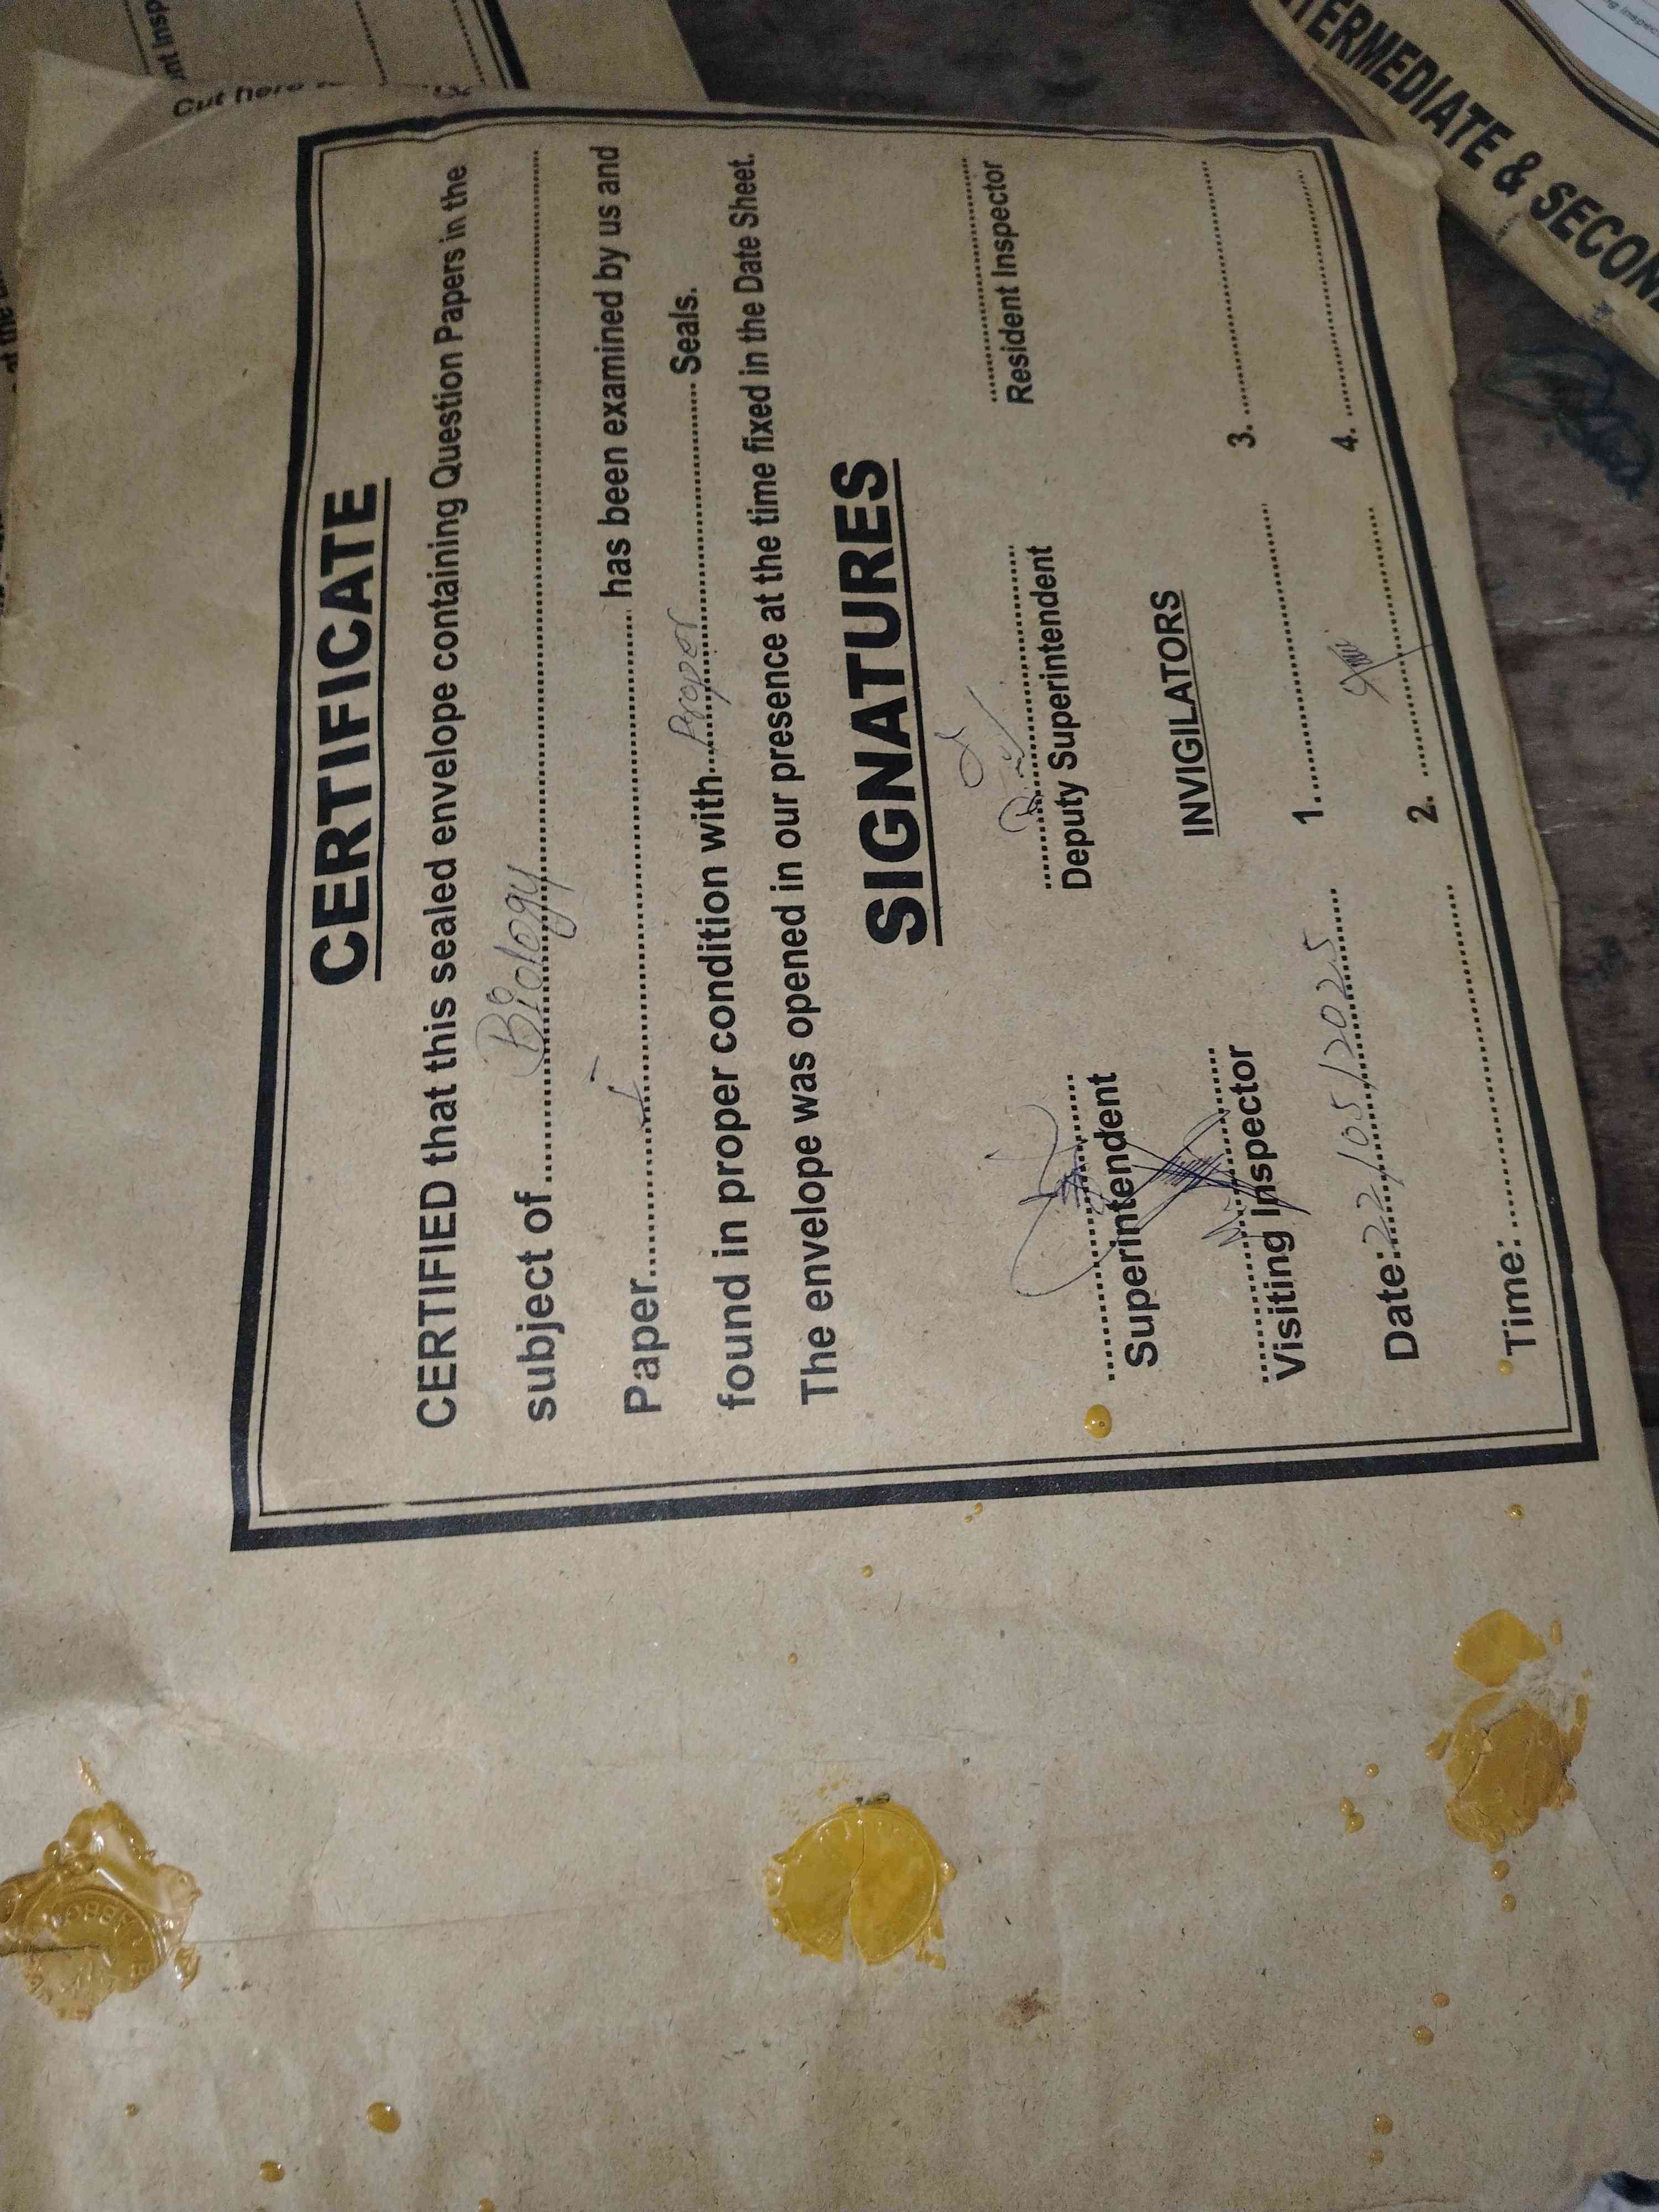 CERTIFICATE
CERTIFIED that this sealed envelope containing Question Papers in the
subject of Biology
Paper I has been examined by us and
found in proper condition with Proper Seals.
The envelope was opened in our presence at the time fixed in the Date Sheet.
SIGNATURES
Superintendent
Deputy Superintendent
Resident Inspector
Visiting Inspector
INVIGILATORS
Date: 22/05/2025
1.
3.
Time:
2.
4.
Cut here
TERMEDIATE & SECON